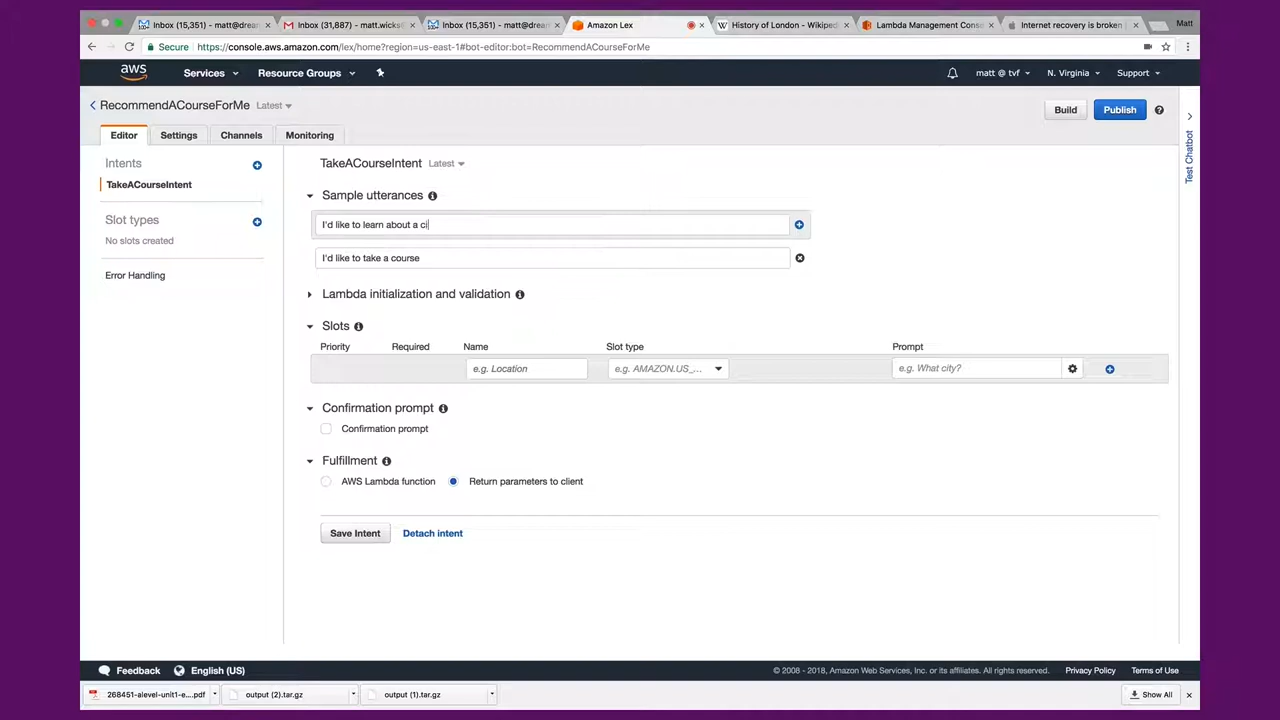 Inbox (15,351) - matt@dream
Inbox (31,887) - matt.wicks
Inbox (15,351) - matt@dream
Amazon Lex
History of London - Wikiped
Lambda Management Cons
Internet recovery is broken
Matt
Secure
https://console.aws.amazon.com/lex/home?region=us-east-1#bot-editor:bot=RecommendACourseForMe
aws
Services
Resource Groups
matt @ tvf
N. Virginia
Support
RecommendACourseForMe
Latest
Build
Publish
Editor
Settings
Channels
Monitoring
Test Chatbot
Intents
TakeACourseIntent
Slot types
No slots created
Error Handling
TakeACourseIntent
Latest
Sample utterances
I'd like to learn about a ci
I'd like to take a course
Lambda initialization and validation
Slots
Priority
Required
Name
Slot type
Prompt
e.g. Location
e.g. AMAZON.US_...
e.g. What city?
Confirmation prompt
Confirmation prompt
Fulfillment
AWS Lambda function
Return parameters to client
Save Intent
Detach intent
Feedback
English (US)
© 2008 - 2018, Amazon Web Services, Inc. or its affiliates. All rights reserved.
Privacy Policy
Terms of Use
268451-alevel-unit1-e....pdf
output (2).tar.gz
output (1).tar.gz
Show All